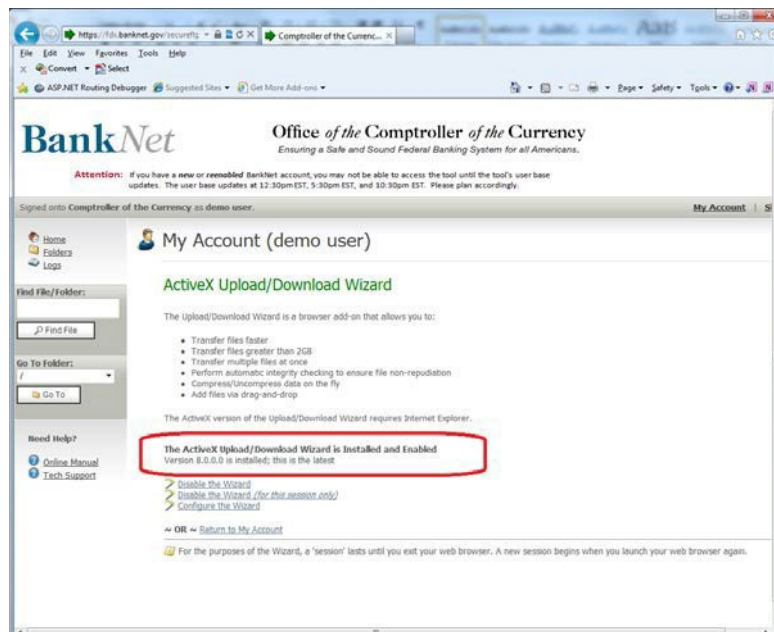 https://fdx.banknet.gov/securefts
Comptroller of the Currenc...
File Edit View Favorites Tools Help
Convert Select
ASP.NET Routing Debugger Suggested Sites Get More Add-ons Page Safety Tools
BankNet
Office of the Comptroller of the Currency
Ensuring a Safe and Sound Federal Banking System for all Americans.
Attention: If you have a new or reenabled BankNet account, you may not be able to access the tool until the tool's user base
updates. The user base updates at 12:30pm EST, 5:30pm EST, and 10:30pm EST. Please plan accordingly.
Signed onto Comptroller of the Currency as demo user. My Account | S
Home
Folders
Logs
Find File/Folder:
Find File
Go To Folder:
/
Go To
Need Help?
Online Manual
Tech Support
My Account (demo user)
ActiveX Upload/Download Wizard
The Upload/Download Wizard is a browser add-on that allows you to:
Transfer files faster
Transfer files greater than 2GB
Transfer multiple files at once
Perform automatic integrity checking to ensure file non-repudiation
Compress/Uncompress data on the fly
Add files via drag-and-drop
The ActiveX version of the Upload/Download Wizard requires Internet Explorer.
The ActiveX Upload/Download Wizard is Installed and Enabled
Version 8.0.0.0 is installed; this is the latest
Disable the Wizard
Disable the Wizard (for this session only)
Configure the Wizard
~ OR ~ Return to My Account
For the purposes of the Wizard, a 'session' lasts until you exit your web browser. A new session begins when you launch your web browser again.